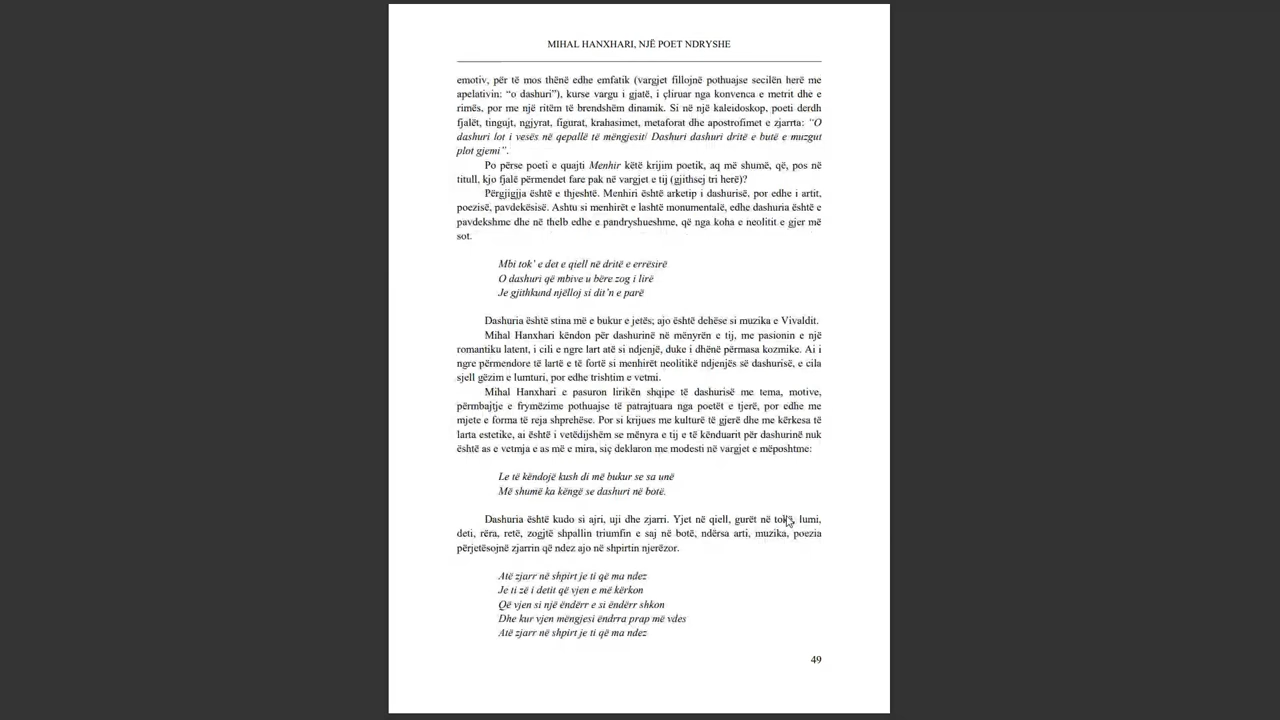 MIHAL HANXHARI, NJË POET NDRYSHE
emotiv, për të mos thënë edhe emfatik (vargjet fillojnë pothuajse secilën herë me
apelativin: “o dashuri”), kurse vargu i gjatë, i çliruar nga konvenca e metrit dhe e
rimës, por me një ritëm të brendshëm dinamik. Si në një kaleidoskop, poeti derdh
fjalët, tingujt, ngjyrat, figurat, krahasimet, metaforat dhe apostrofimet e zjarrta: “O
dashuri lot i vesës në qepallë të mëngjesit/ Dashuri dashuri dritë e butë e muzgut
plot gjemi”.
Po përse poeti e quajti Menhir këtë krijim poetik, aq më shumë, që, pos në
titull, kjo fjalë përmendet fare pak në vargjet e tij (gjithsej tri herë)?
Përgjigjja është e thjeshtë. Menhiri është arketip i dashurisë, por edhe i artit,
poezisë, pavdekësisë. Ashtu si menhirët e lashtë monumentalë, edhe dashuria është e
pavdekshme dhe në thelb edhe e pandryshueshme, që nga koha e neolitit e gjer më
sot.
Mbi tok’ e det e qiell në dritë e errësirë
O dashuri që mbive u bëre zog i lirë
Je gjithkund njëlloj si dit’n e parë
Dashuria është stina më e bukur e jetës; ajo është dehëse si muzika e Vivaldit.
Mihal Hanxhari këndon për dashurinë në mënyrën e tij, me pasionin e një
romantiku latent, i cili e ngre lart atë si ndjenjë, duke i dhënë përmasa kozmike. Ai i
ngre përmendore të lartë e të fortë si menhirët neolitikë ndjenjës së dashurisë, e cila
sjell gëzim e lumturi, por edhe trishtim e vetmi.
Mihal Hanxhari e pasuron lirikën shqipe të dashurisë me tema, motive,
përmbajtje e frymëzime pothuajse të patrajtuara nga poetët e tjerë, por edhe me
mjete e forma të reja shprehëse. Por si krijues me kulturë të gjerë dhe me kërkesa të
larta estetike, ai është i vetëdijshëm se mënyra e tij e të kënduarit për dashurinë nuk
është as e vetmja e as më e mira, siç deklaron me modesti në vargjet e mëposhtme:
Le të këndojë kush di më bukur se sa unë
Më shumë ka këngë se dashuri në botë.
Dashuria është kudo si ajri, uji dhe zjarri. Yjet në qiell, gurët në tokë, lumi,
deti, rëra, retë, zogjtë shpallin triumfin e saj në botë, ndërsa arti, muzika, poezia
përjetësojnë zjarrin që ndez ajo në shpirtin njerëzor.
Atë zjarr në shpirt je ti që ma ndez
Je ti zë i detit që vjen e më kërkon
Që vjen si një ëndërr e si ëndërr shkon
Dhe kur vjen mëngjesi ëndrra prap më vdes
Atë zjarr në shpirt je ti që ma ndez
49